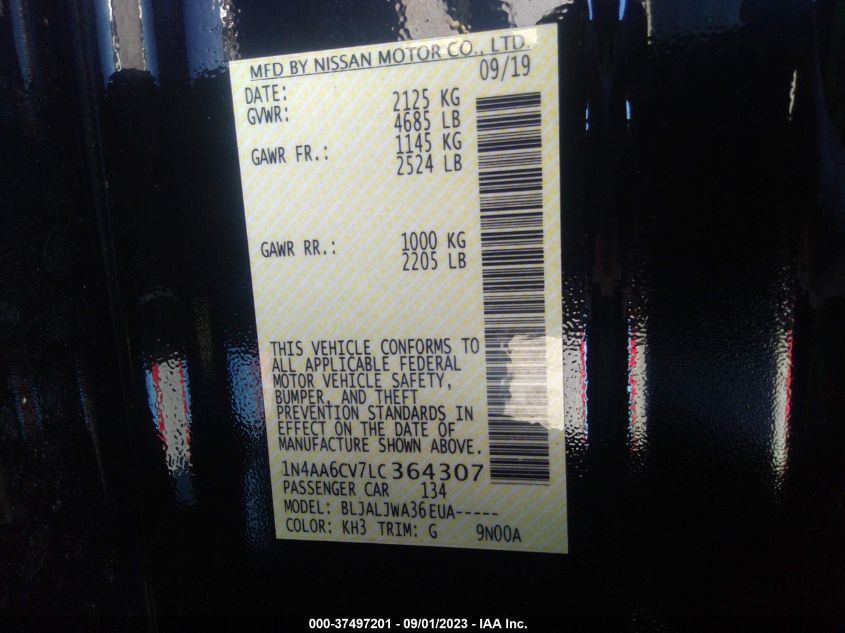 MFD BY NISSAN MOTOR CO., LTD.
DATE: 09/19
GVWR: 2125 KG
4685 LB
GAWR FR.: 1145 KG
2524 LB
GAWR RR.: 1000 KG
2205 LB
THIS VEHICLE CONFORMS TO
ALL APPLICABLE FEDERAL
MOTOR VEHICLE SAFETY,
BUMPER, AND THEFT
PREVENTION STANDARDS IN
EFFECT ON THE DATE OF
MANUFACTURE SHOWN ABOVE.
1N4AA6CV7LC364307
PASSENGER CAR 134
MODEL: BLJALJWA36EUA-----
COLOR: KH3 TRIM: G 9N00A
000-37497201 - 09/01/2023 - IAA Inc.